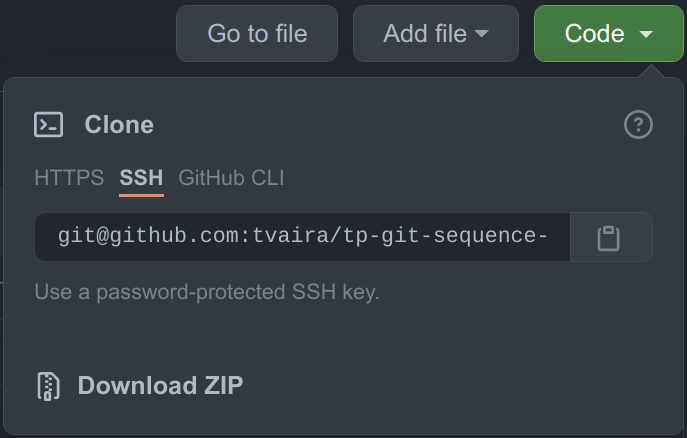 Go to file Add file Code
Clone
HTTPS SSH GitHub CLI
git@github.com:tvaira/tp-git-sequence-
Use a password-protected SSH key.
Download ZIP